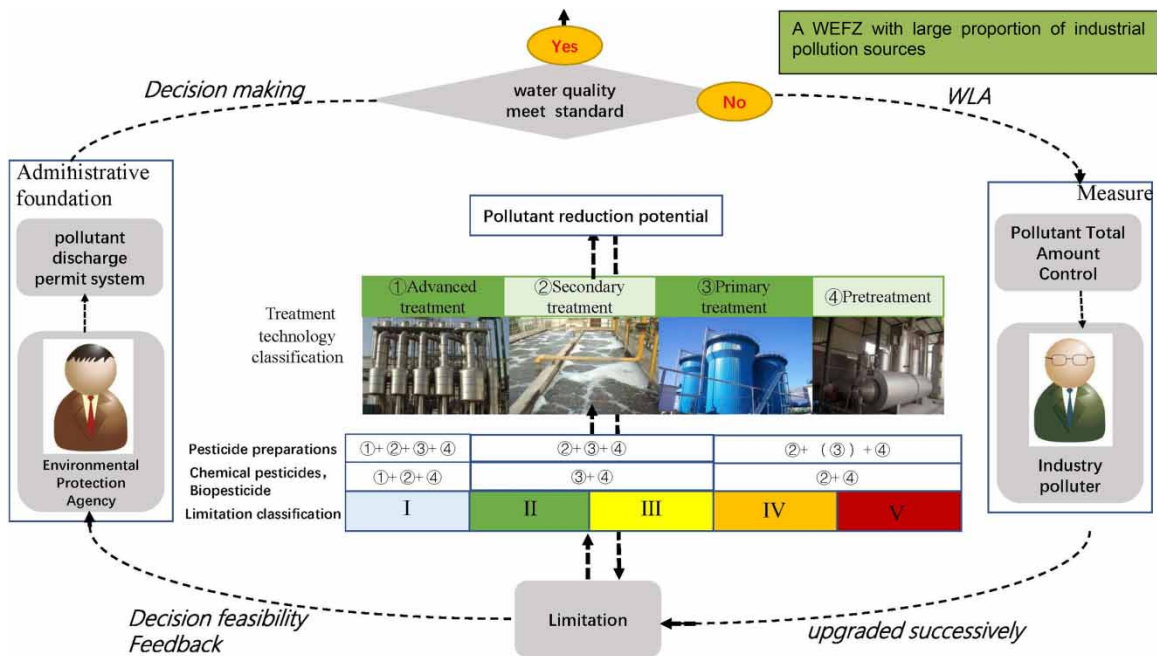 A WEFZ with large proportion of industrial
pollution sources
Yes
Decision making
water quality
meet standard
No
WLA
Administrative
foundation
pollutant
discharge
permit system
Environmental
Protection
Agency
Pollutant reduction potential
Measure
Pollutant Total
Amount
Control
Industry
polluter
Treatment
technology
classification
①Advanced
treatment
②Secondary
treatment
③Primary
treatment
④Pretreatment
Pesticide preparations
①+②+③+④
②+③+④
②+（③）+④
Chemical pesticides,
Biopesticide
①+②+④
③+④
②+④
Limitation classification
I
II
III
IV
V
Decision feasibility
Feedback
Limitation
upgraded successively